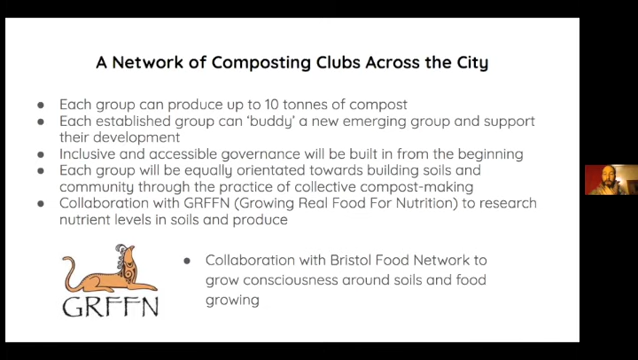 A Network of Composting Clubs Across the City
● Each group can produce up to 10 tonnes of compost
● Each established group can ‘buddy’ a new emerging group and support
their development
● Inclusive and accessible governance will be built in from the beginning
● Each group will be equally orientated towards building soils and
community through the practice of collective compost-making
● Collaboration with GRFFN (Growing Real Food For Nutrition) to research
nutrient levels in soils and produce
GRFFN
● Collaboration with Bristol Food Network to
grow consciousness around soils and food
growing